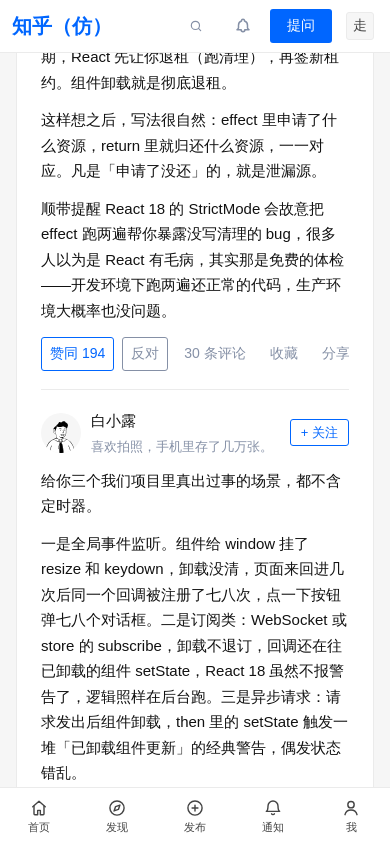 知乎（仿）
提问
走
期，React 先让你退租（跑清理），再签新租
约。组件卸载就是彻底退租。
这样想之后，写法很自然：effect 里申请了什
么资源，return 里就归还什么资源，一一对
应。凡是「申请了没还」的，就是泄漏源。
顺带提醒 React 18 的 StrictMode 会故意把
effect 跑两遍帮你暴露没写清理的 bug，很多
人以为是 React 有毛病，其实那是免费的体检
——开发环境下跑两遍还正常的代码，生产环
境大概率也没问题。
赞同 194
反对
30 条评论
收藏
分享
白小露
喜欢拍照，手机里存了几万张。
+ 关注
给你三个我们项目里真出过事的场景，都不含
定时器。
一是全局事件监听。组件给 window 挂了
resize 和 keydown，卸载没清，页面来回进几
次后同一个回调被注册了七八次，点一下按钮
弹七八个对话框。二是订阅类：WebSocket 或
store 的 subscribe，卸载不退订，回调还在往
已卸载的组件 setState，React 18 虽然不报警
告了，逻辑照样在后台跑。三是异步请求：请
求发出后组件卸载，then 里的 setState 触发一
堆「已卸载组件更新」的经典警告，偶发状态
错乱。
首页
发现
发布
通知
我